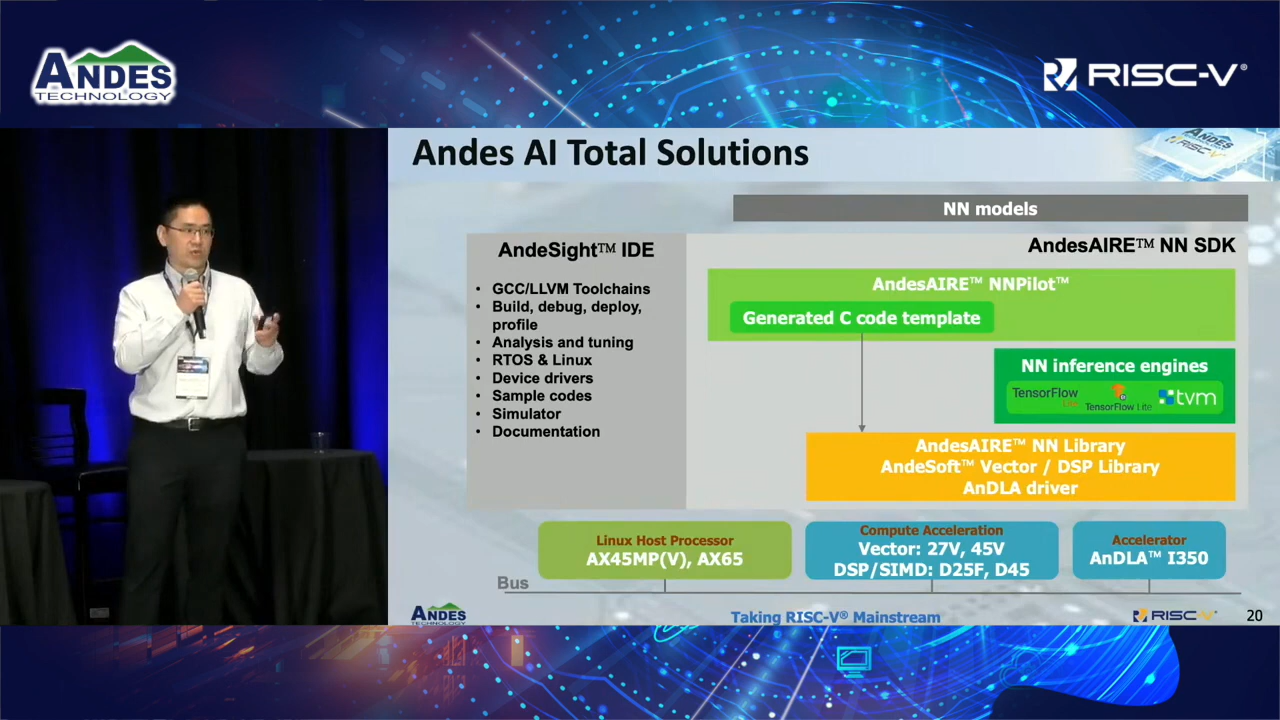 ANDES
TECHNOLOGY
RISC-V®
Andes AI Total Solutions
NN models
AndeSight™ IDE
• GCC/LLVM Toolchains
• Build, debug, deploy,
profile
• Analysis and tuning
• RTOS & Linux
• Device drivers
• Sample codes
• Simulator
• Documentation
AndesAIRE™ NN SDK
AndesAIRE™ NNPilot™
Generated C code template
NN inference engines
TensorFlow
TensorFlow Lite
tvm
AndesAIRE™ NN Library
AndeSoft™ Vector / DSP Library
AnDLA driver
Linux Host Processor
AX45MP(V), AX65
Compute Acceleration
Vector: 27V, 45V
DSP/SIMD: D25F, D45
Accelerator
AnDLA™ I350
Bus
ANDES
TECHNOLOGY
Taking RISC-V® Mainstream
RISC-V®
20
ANDES
RISC-V